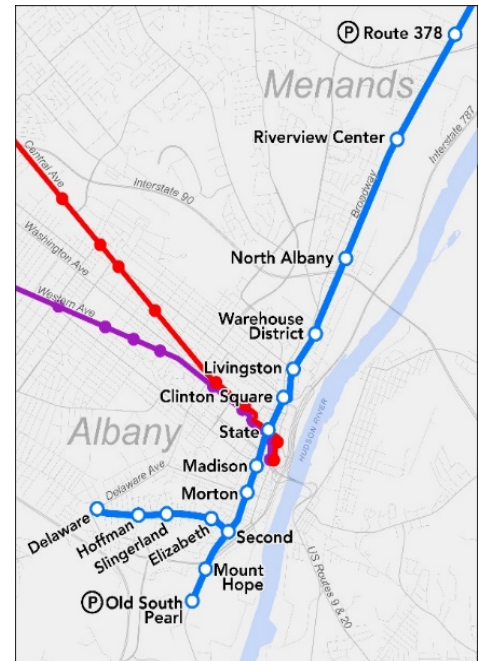 P Route 378
Menands
Interstate 787
Riverview Center
Central Ave
Interstate 90
Broadway
Washington Ave
North Albany
Western Ave
Warehouse
District
Livingston
Clinton Square
Albany
State
HUDSON RIVER
Madison
Delaware Ave
Morton
Delaware
Hoffman
Slingerland
Elizabeth
Second
Mount
Hope
US Routes 9 & 20
P Old South
Pearl